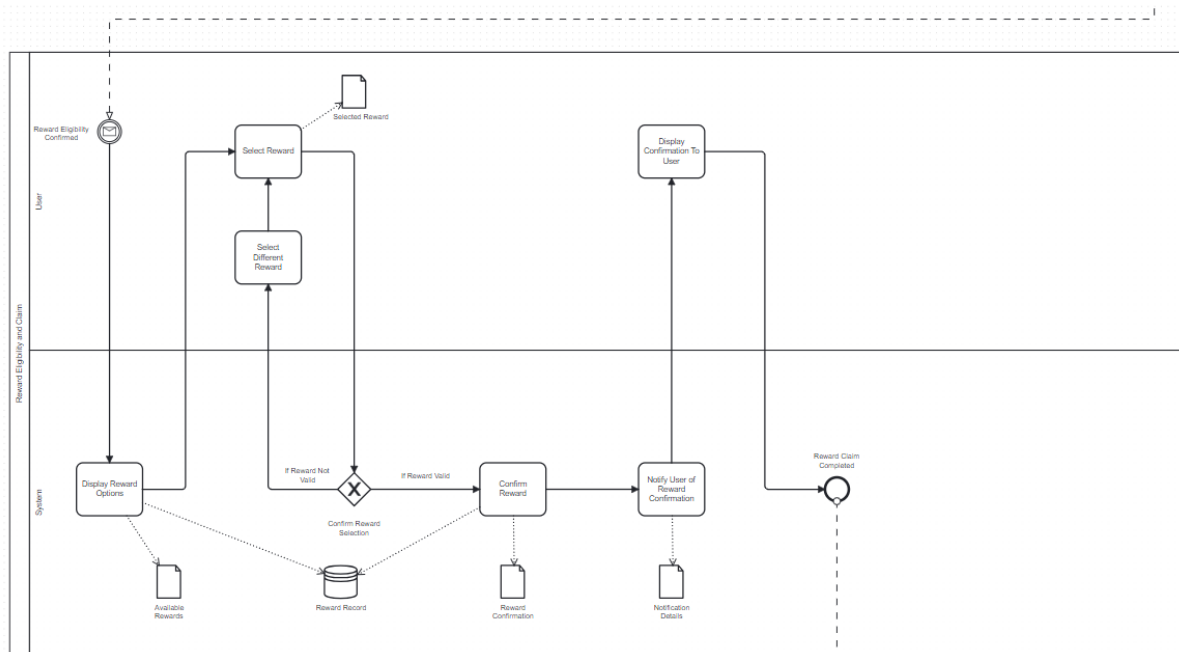 Reward Eligibility and Claim
User
Reward Eligibility
Confirmed
Selected Reward
Select Reward
Select
Different
Reward
Display
Confirmation To
User
System
Display Reward
Options
If Reward Not
Valid
If Reward Valid
Confirm Reward
Selection
Confirm
Reward
Notify User of
Reward
Confirmation
Reward Claim
Completed
Available
Rewards
Reward Record
Reward
Confirmation
Notification
Details